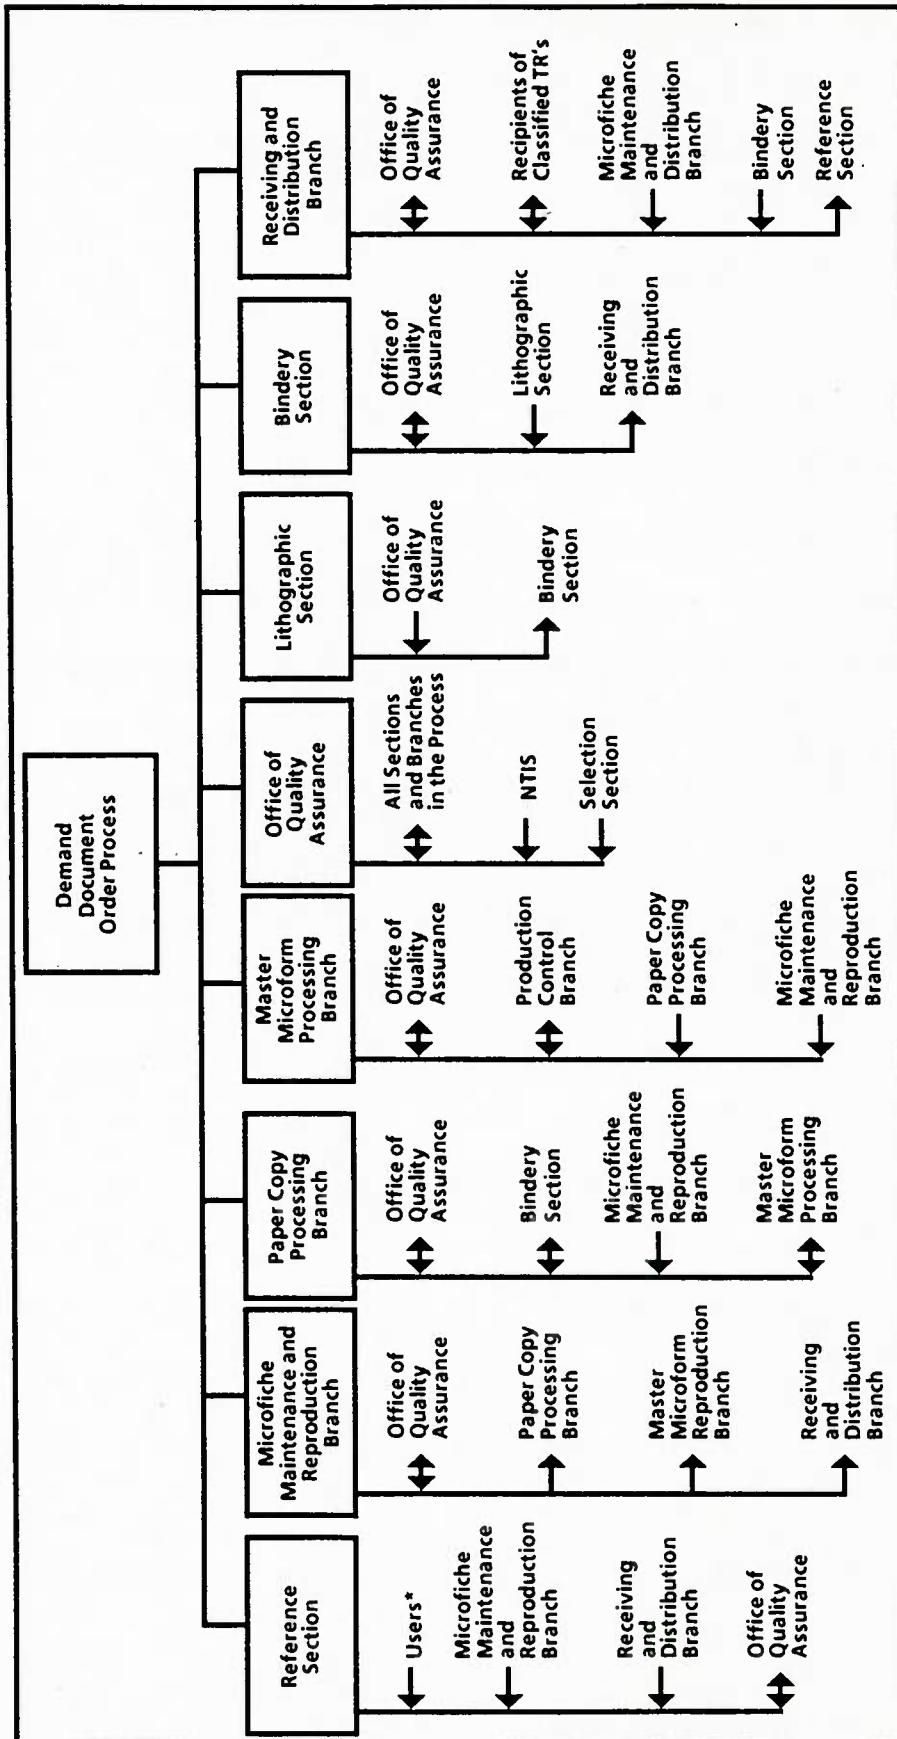 Demand
Document
Order Process
Reference
Section
Users*
Microfiche
Maintenance
and
Reproduction
Branch
Receiving
and
Distribution
Branch
Office of
Quality
Assurance
Microfiche
Maintenance and
Reproduction
Branch
Office of
Quality
Assurance
Paper Copy
Processing
Branch
Master
Microform
Reproduction
Branch
Receiving
and
Distribution
Branch
Paper Copy
Processing
Branch
Office of
Quality
Assurance
Bindery
Section
Microfiche
Maintenance
and
Reproduction
Branch
Master
Microform
Processing
Branch
Master
Microform
Processing
Branch
Office of
Quality
Assurance
Production
Control
Branch
Paper Copy
Processing
Branch
Microfiche
Maintenance
and
Reproduction
Branch
Office of
Quality
Assurance
All Sections
and Branches
in the Process
NTIS
Selection
Section
Lithographic
Section
Office of
Quality
Assurance
Bindery
Section
Bindery
Section
Office of
Quality
Assurance
Lithographic
Section
Receiving
and
Distribution
Branch
Receiving and
Distribution
Branch
Office of
Quality
Assurance
Recipients of
Classified TR's
Microfiche
Maintenance
and
Distribution
Branch
Bindery
Section
Reference
Section